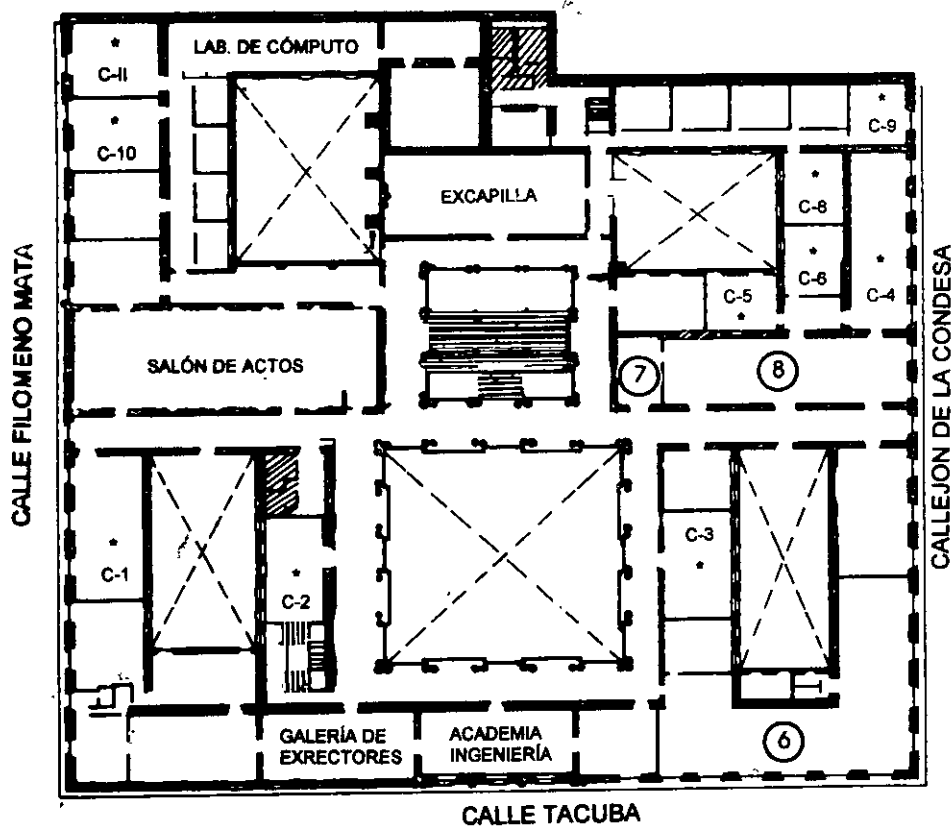 LAB. DE CÓMPUTO
C-II
C-9
C-10
EXCAPILLA
C-8
C-6
C-5
C-4
CALLE FILOMENO MATA
SALÓN DE ACTOS
7
8
CALLEJON DE LA CONDESA
C-3
C-1
C-2
GALERÍA DE
EXRECTORES
ACADEMIA
INGENIERÍA
6
CALLE TACUBA